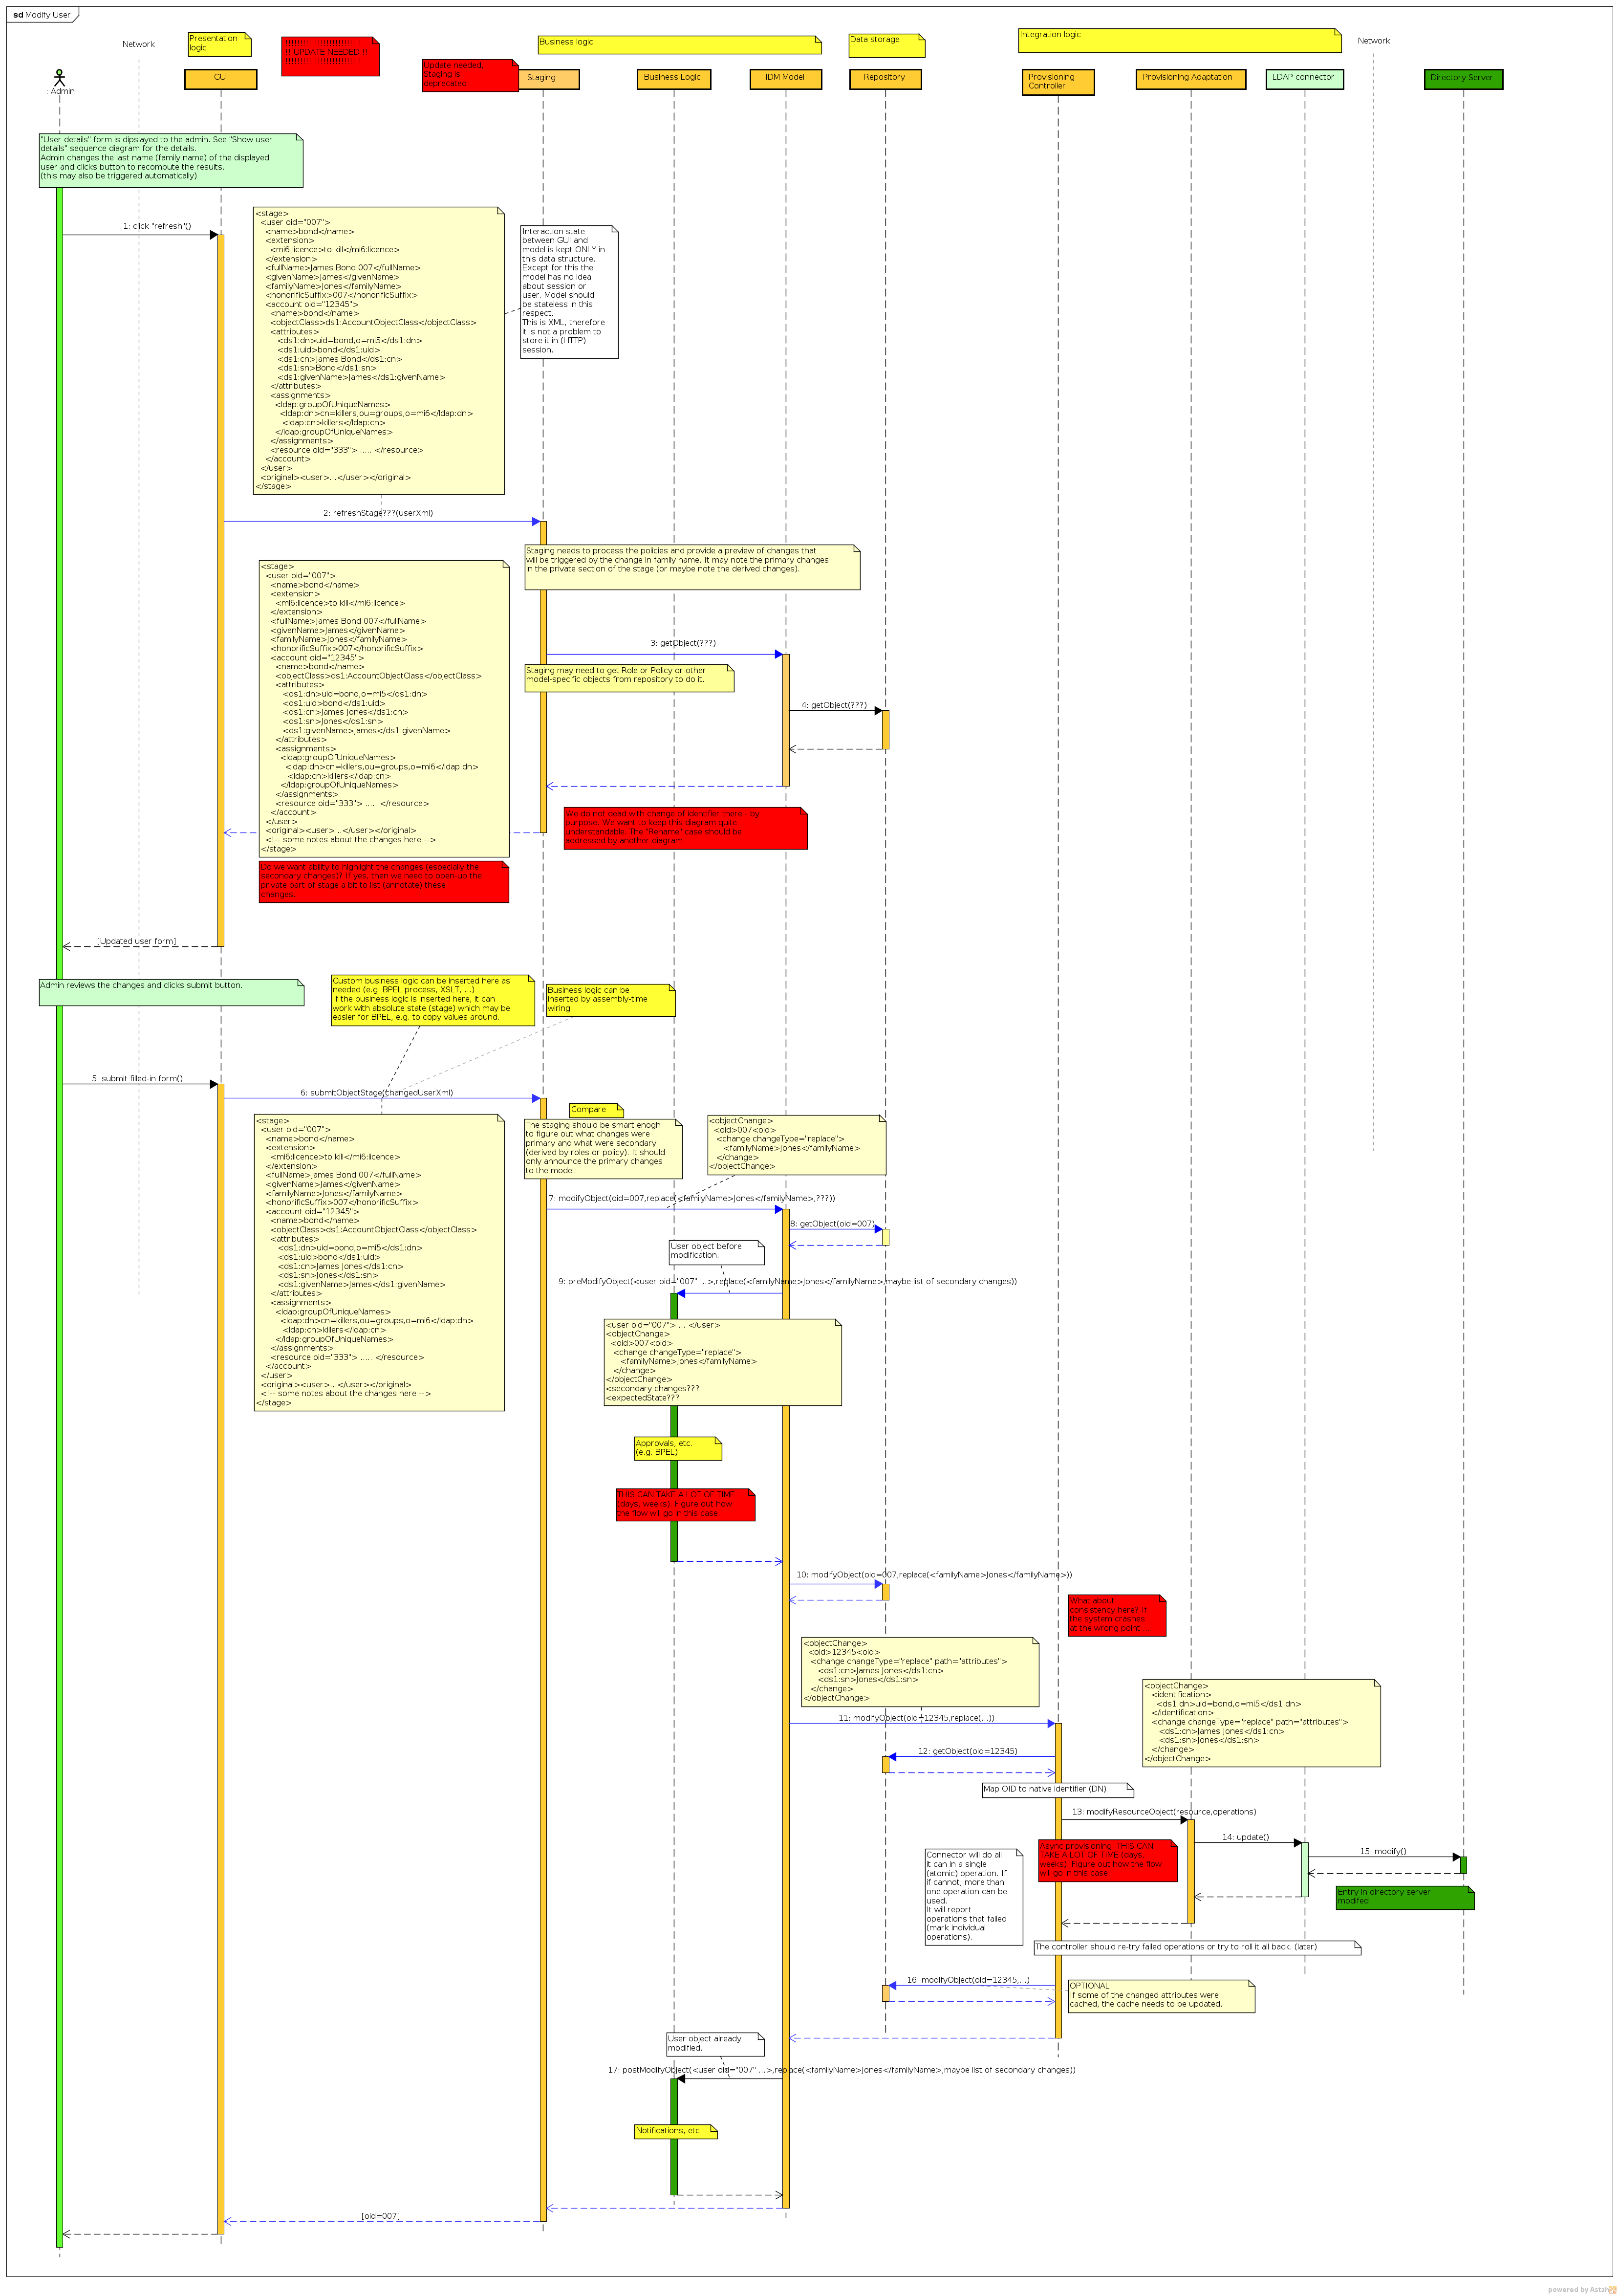 sd Modify User
Network
Presentation
logic
!! UPDATE NEEDED !!
Update needed,
Staging is
deprecated
Business logic
Data storage
Integration logic
Network
: Admin
GUI
Staging
Business Logic
IDM Model
Repository
Provisioning
Controller
Provisioning Adaptation
LDAP connector
Directory Server
"User details" form is dipslayed to the admin. See "Show user
details" sequence diagram for the details.
Admin changes the last name (family name) of the displayed
user and clicks button to recompute the results.
(this may also be triggered automatically)
1: click "refresh"()
<stage>
<user oid="007">
<name>bond</name>
<extension>
<mi6:licence>to kill</mi6:licence>
</extension>
<fullName>James Bond 007</fullName>
<givenName>James</givenName>
<familyName>Jones</familyName>
<honorificSuffix>007</honorificSuffix>
<account oid="12345">
<name>bond</name>
<objectClass>ds1:AccountObjectClass</objectClass>
<attributes>
<ds1:dn>uid=bond,o=mi5</ds1:dn>
<ds1:uid>bond</ds1:uid>
<ds1:cn>James Bond</ds1:cn>
<ds1:sn>Bond</ds1:sn>
<ds1:givenName>James</ds1:givenName>
</attributes>
<assignments>
<ldap:groupOfUniqueNames>
<ldap:dn>cn=killers,ou=groups,o=mi6</ldap:dn>
<ldap:cn>killers</ldap:cn>
</ldap:groupOfUniqueNames>
</assignments>
<resource oid="333"> ..... </resource>
</account>
</user>
<original><user>...</user></original>
</stage>
Interaction state
between GUI and
model is kept ONLY in
this data structure.
Except for this the
model has no idea
about session or
user. Model should
be stateless in this
respect.
This is XML, therefore
it is not a problem to
store it in (HTTP)
session.
2: refreshStage???(userXml)
Staging needs to process the policies and provide a preview of changes that
will be triggered by the change in family name. It may note the primary changes
in the private section of the stage (or maybe note the derived changes).
<stage>
<user oid="007">
<name>bond</name>
<extension>
<mi6:licence>to kill</mi6:licence>
</extension>
<fullName>James Bond 007</fullName>
<givenName>James</givenName>
<familyName>Jones</familyName>
<honorificSuffix>007</honorificSuffix>
<account oid="12345">
<name>bond</name>
<objectClass>ds1:AccountObjectClass</objectClass>
<attributes>
<ds1:dn>uid=bond,o=mi5</ds1:dn>
<ds1:uid>bond</ds1:uid>
<ds1:cn>James Jones</ds1:cn>
<ds1:sn>Jones</ds1:sn>
<ds1:givenName>James</ds1:givenName>
</attributes>
<assignments>
<ldap:groupOfUniqueNames>
<ldap:dn>cn=killers,ou=groups,o=mi6</ldap:dn>
<ldap:cn>killers</ldap:cn>
</ldap:groupOfUniqueNames>
</assignments>
<resource oid="333"> ..... </resource>
</account>
</user>
<original><user>...</user></original>
<!-- some notes about the changes here -->
</stage>
3: getObject(???)
Staging may need to get Role or Policy or other
model-specific objects from repository to do it.
4: getObject(???)
We do not dead with change of identifier there - by
purpose. We want to keep this diagram quite
understandable. The "Rename" case should be
addressed by another diagram.
Do we want ability to highlight the changes (especially the
secondary changes)? If yes, then we need to open-up the
private part of stage a bit to list (annotate) these
changes.
[Updated user form]
Admin reviews the changes and clicks submit button.
Custom business logic can be inserted here as
needed (e.g. BPEL process, XSLT, ...)
If the business logic is inserted here, it can
work with absolute state (stage) which may be
easier for BPEL, e.g. to copy values around.
Business logic can be
inserted by assembly-time
wiring
5: submit filled-in form()
6: submitObjectStage(changedUserXml)
<stage>
<user oid="007">
<name>bond</name>
<extension>
<mi6:licence>to kill</mi6:licence>
</extension>
<fullName>James Bond 007</fullName>
<givenName>James</givenName>
<familyName>Jones</familyName>
<honorificSuffix>007</honorificSuffix>
<account oid="12345">
<name>bond</name>
<objectClass>ds1:AccountObjectClass</objectClass>
<attributes>
<ds1:dn>uid=bond,o=mi5</ds1:dn>
<ds1:uid>bond</ds1:uid>
<ds1:cn>James Jones</ds1:cn>
<ds1:sn>Jones</ds1:sn>
<ds1:givenName>James</ds1:givenName>
</attributes>
<assignments>
<ldap:groupOfUniqueNames>
<ldap:dn>cn=killers,ou=groups,o=mi6</ldap:dn>
<ldap:cn>killers</ldap:cn>
</ldap:groupOfUniqueNames>
</assignments>
<resource oid="333"> ..... </resource>
</account>
</user>
<original><user>...</user></original>
<!-- some notes about the changes here -->
</stage>
Compare
The staging should be smart enogh
to figure out what changes were
primary and what were secondary
(derived by roles or policy). It should
only announce the primary changes
to the model.
<objectChange>
<oid>007<oid>
<change changeType="replace">
<familyName>Jones</familyName>
</change>
</objectChange>
7: modifyObject(oid=007,replace(<familyName>Jones</familyName>,???))
8: getObject(oid=007)
User object before
modification.
9: preModifyObject(<user oid="007" ...>,replace(<familyName>Jones</familyName>,maybe list of secondary changes))
<user oid="007"> ... </user>
<objectChange>
<oid>007<oid>
<change changeType="replace">
<familyName>Jones</familyName>
</change>
</objectChange>
<secondary changes???
<expectedState???
Approvals, etc.
(e.g. BPEL)
THIS CAN TAKE A LOT OF TIME
(days, weeks). Figure out how
the flow will go in this case.
10: modifyObject(oid=007,replace(<familyName>Jones</familyName>))
What about
consistency here? If
the system crashes
at the wrong point ....
<objectChange>
<oid>12345<oid>
<change changeType="replace" path="attributes">
<ds1:cn>James Jones</ds1:cn>
<ds1:sn>Jones</ds1:sn>
</change>
</objectChange>
<objectChange>
<identification>
<ds1:dn>uid=bond,o=mi5</ds1:dn>
</identification>
<change changeType="replace" path="attributes">
<ds1:cn>James Jones</ds1:cn>
<ds1:sn>Jones</ds1:sn>
</change>
</objectChange>
11: modifyObject(oid=12345,replace(...))
12: getObject(oid=12345)
Map OID to native identifier (DN)
13: modifyResourceObject(resource,operations)
14: update()
15: modify()
Async provisioning: THIS CAN
TAKE A LOT OF TIME (days,
weeks). Figure out how the flow
will go in this case.
Connector will do all
it can in a single
(atomic) operation. If
if cannot, more than
one operation can be
used.
It will report
operations that failed
(mark individual
operations).
Entry in directory server
modifed.
The controller should re-try failed operations or try to roll it all back. (later)
16: modifyObject(oid=12345,...)
OPTIONAL:
If some of the changed attributes were
cached, the cache needs to be updated.
User object already
modified.
17: postModifyObject(<user oid="007" ...>,replace(<familyName>Jones</familyName>,maybe list of secondary changes))
Notifications, etc.
[oid=007]
powered by Astah